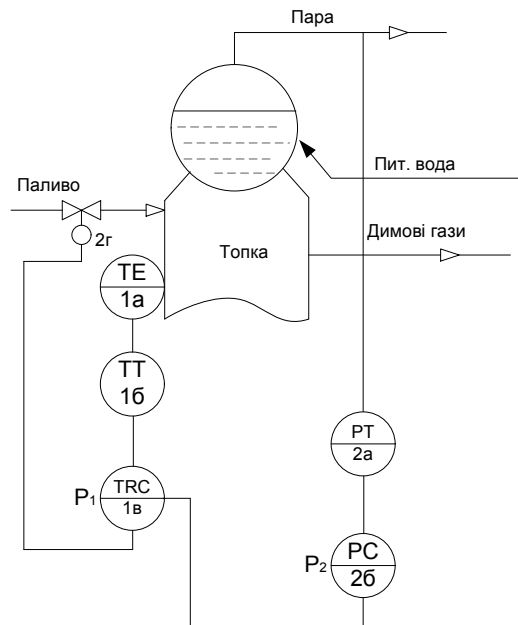 Пара
Пит. вода
Паливо
2г
Димові гази
Топка
TE
1а
TT
1б
PT
2а
P1
TRC
1в
P2
PC
2б